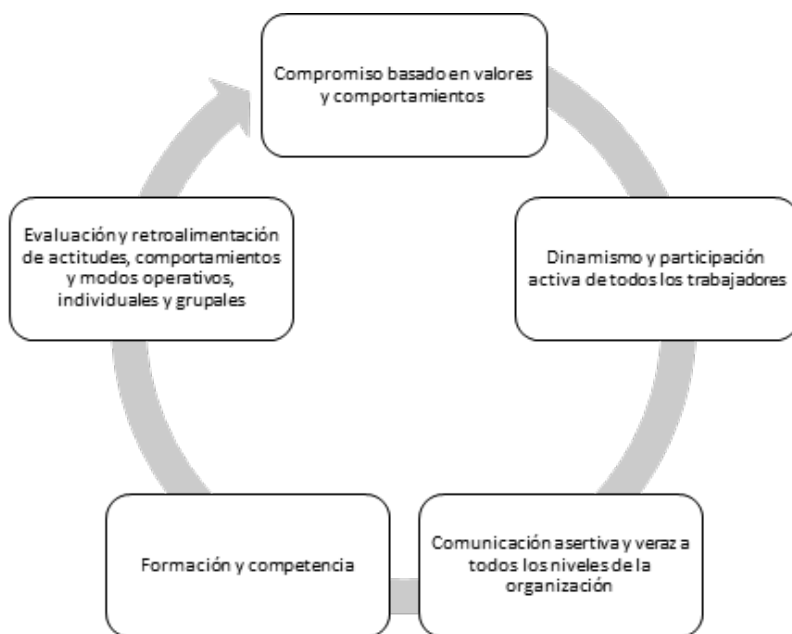 Compromiso basado en valores
y comportamientos
Dinamismo y participación
activa de todos los trabajadores
Comunicación asertiva y veraz a
todos los niveles de la
organización
Formación y competencia
Evaluación y retroalimentación
de actitudes, comportamientos
y modos operativos,
individuales y grupales